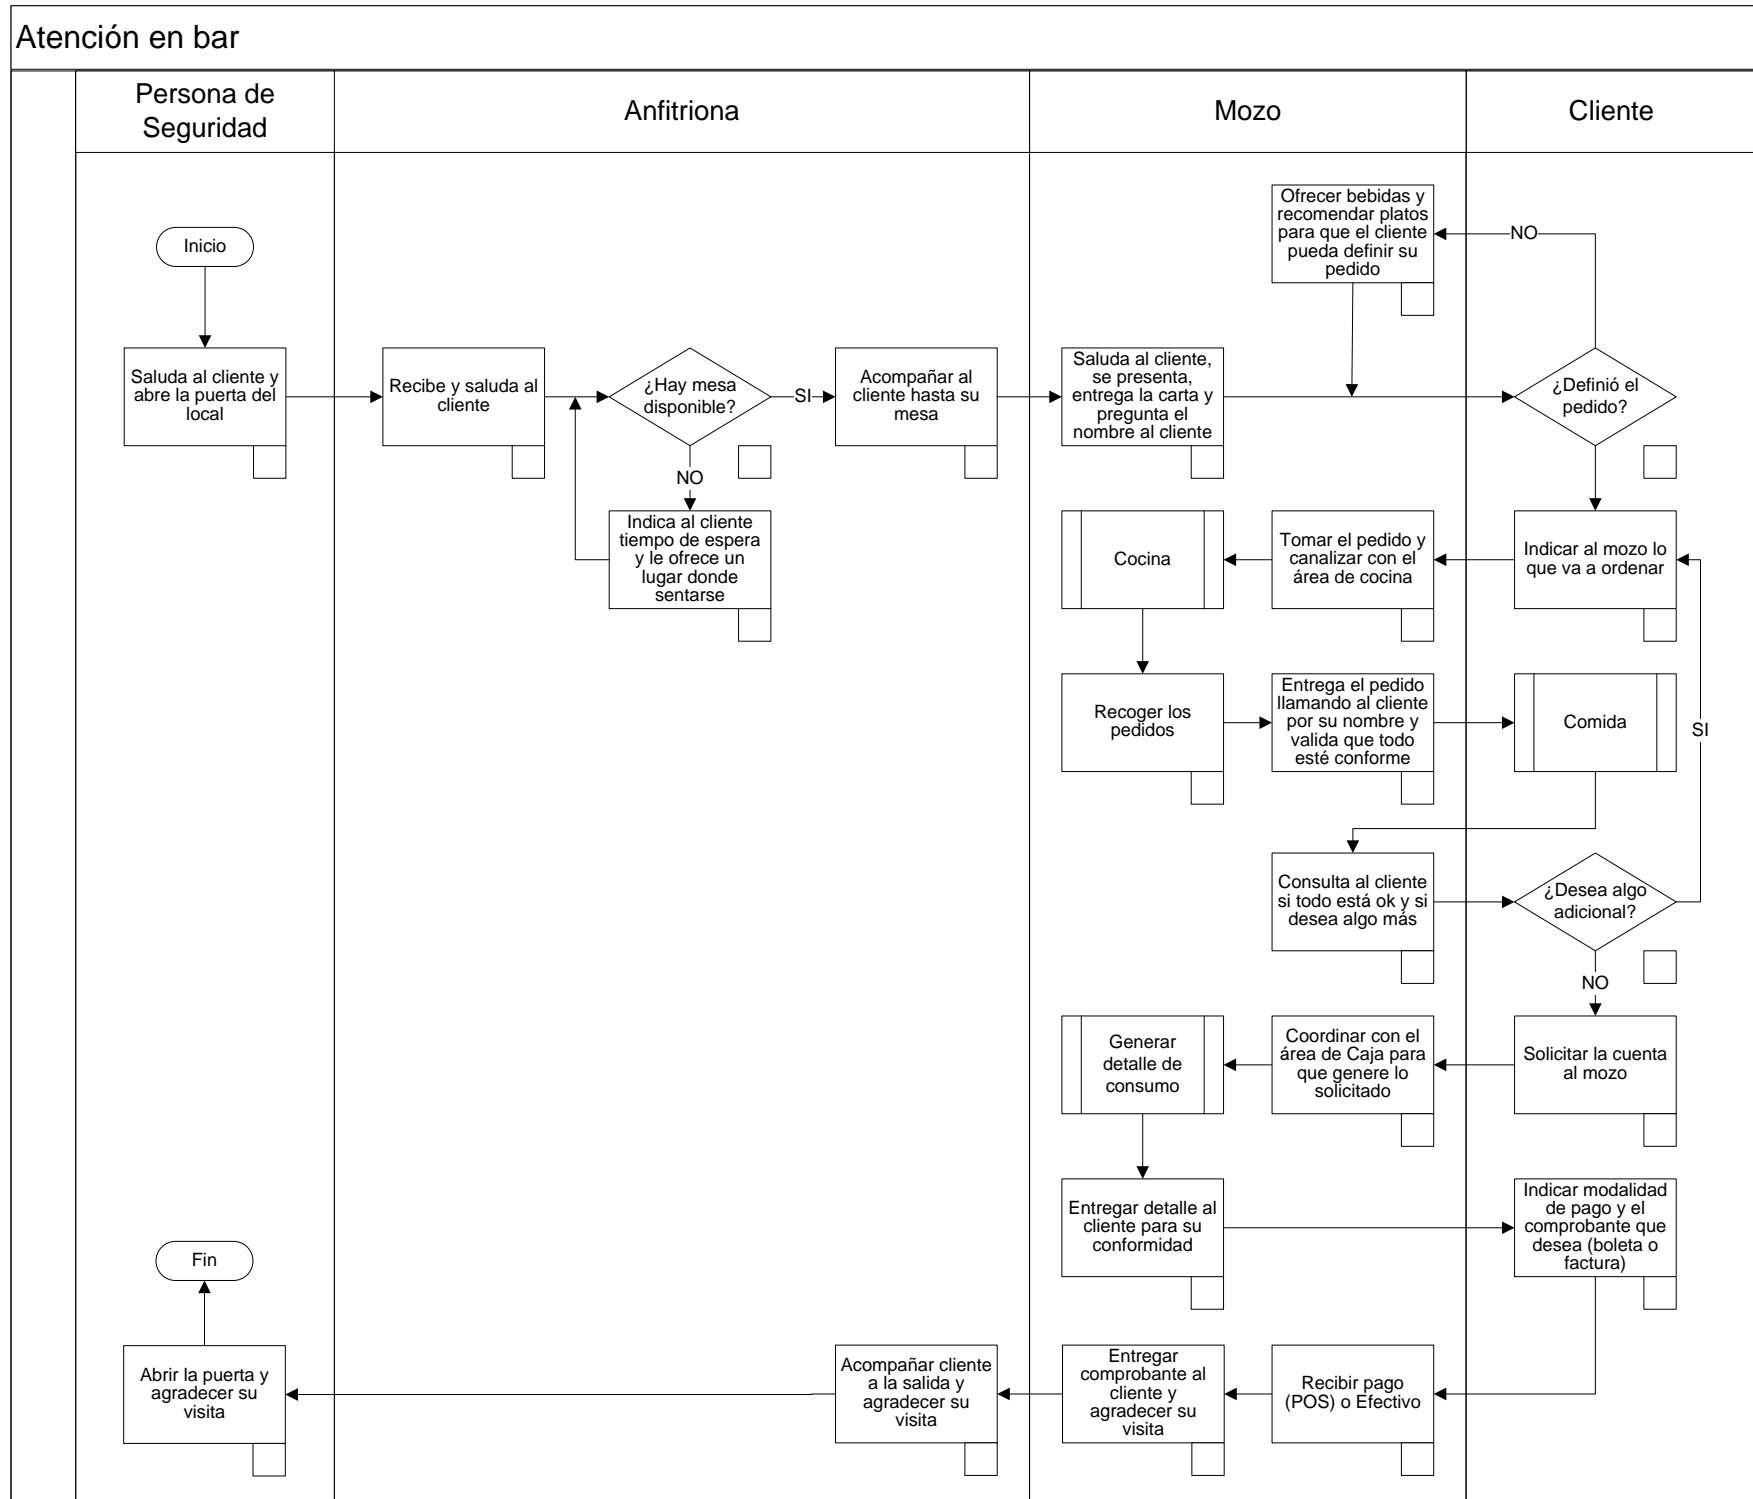 Atención en bar
Persona de
Seguridad
Anfitriona
Mozo
Cliente
Ofrecer bebidas y
recomendar platos
para que el cliente
pueda definir su
pedido
NO
Inicio
Saluda al cliente y
abre la puerta del
local
Recibe y saluda al
cliente
¿Hay mesa
disponible?
SI
Acompañar al
cliente hasta su
mesa
Saluda al cliente,
se presenta,
entrega la carta y
pregunta el
nombre al cliente
¿Definió el
pedido?
NO
Indica al cliente
tiempo de espera
y le ofrece un
lugar donde
sentarse
Cocina
Tomar el pedido y
canalizar con el
área de cocina
Indicar al mozo lo
que va a ordenar
Recoger los
pedidos
Entrega el pedido
llamando al cliente
por su nombre y
valida que todo
esté conforme
Comida
SI
Consulta al cliente
si todo está ok y si
desea algo más
¿Desea algo
adicional?
NO
Generar
detalle de
consumo
Coordinar con el
área de Caja para
que genere lo
solicitado
Solicitar la cuenta
al mozo
Entregar detalle al
cliente para su
conformidad
Indicar modalidad
de pago y el
comprobante que
desea (boleta o
factura)
Fin
Abrir la puerta y
agradecer su
visita
Acompañar cliente
a la salida y
agradecer su
visita
Entregar
comprobante al
cliente y
agradecer su
visita
Recibir pago
(POS) o Efectivo